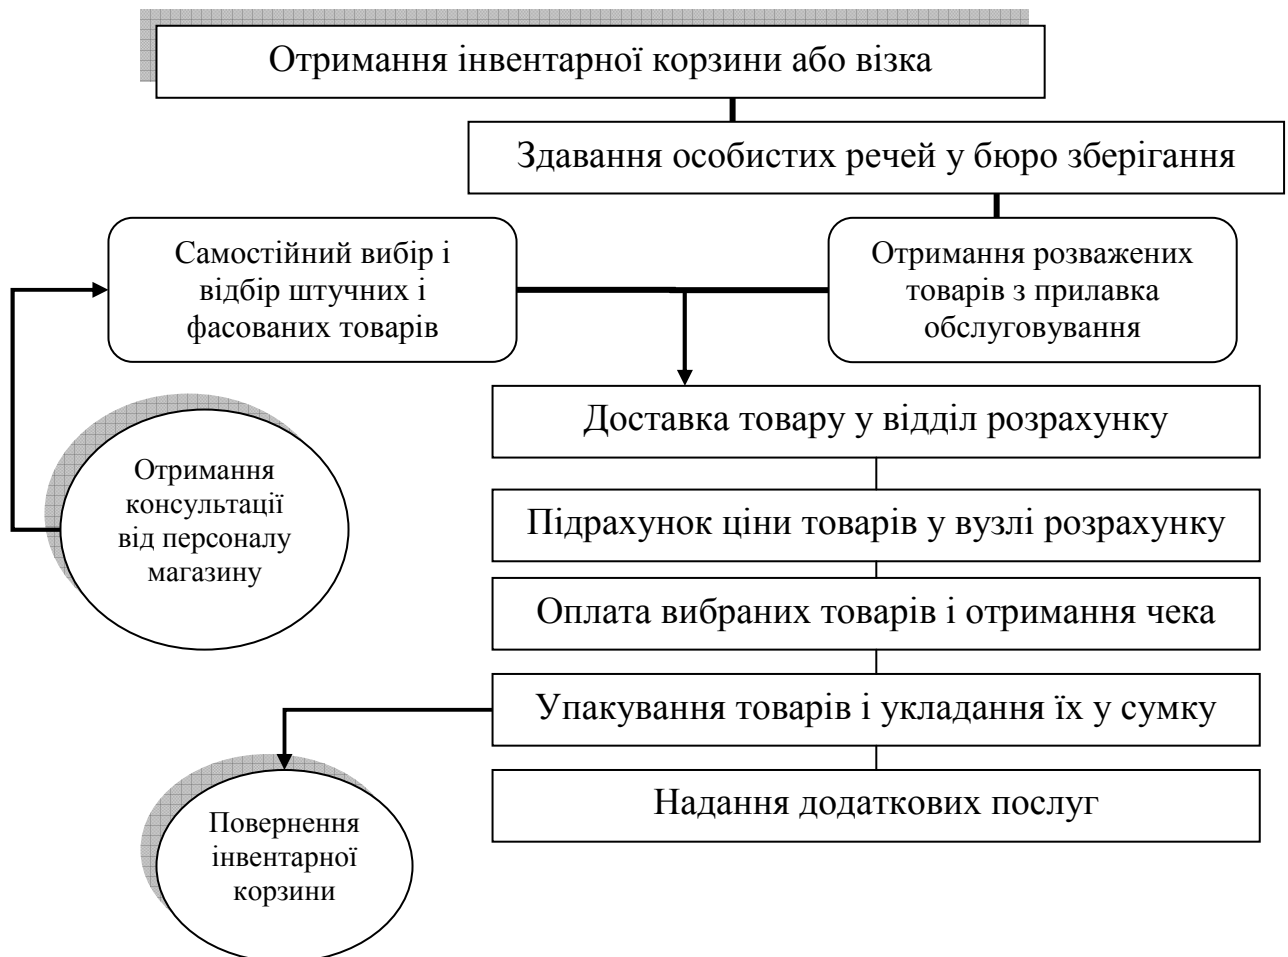 Отримання інвентарної корзини або візка
Здавання особистих речей у бюро зберігання
Самостійний вибір і
відбір штучних і
фасованих товарів
Отримання розважених
товарів з прилавка
обслуговування
Доставка товару у відділ розрахунку
Отримання
консультації
від персоналу
магазину
Підрахунок ціни товарів у вузлі розрахунку
Оплата вибраних товарів і отримання чека
Упакування товарів і укладання їх у сумку
Надання додаткових послуг
Повернення
інвентарної
корзини